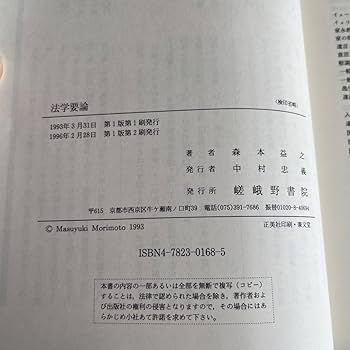 法学要論
〈検印省略〉
1993年3月31日 第1版第1刷発行
1996年2月28日 第1版第2刷発行
著者 森本益之
発行者 中村忠義
発行所 嵯峨野書院
〒615 京都市西京区牛ケ瀬南ノ口町39 電話(075)391-7686 振替01020-8-40694
© Masuyuki Morimoto 1993
正美社印刷・兼文堂
ISBN4-7823-0168-5
本書の内容の一部あるいは全部を無断で複写(コピー)
することは、法律で認められた場合を除き、著作者およ
び出版社の権利の侵害となりますので、その場合にはあ
らかじめ小社あて許諾を求めて下さい。